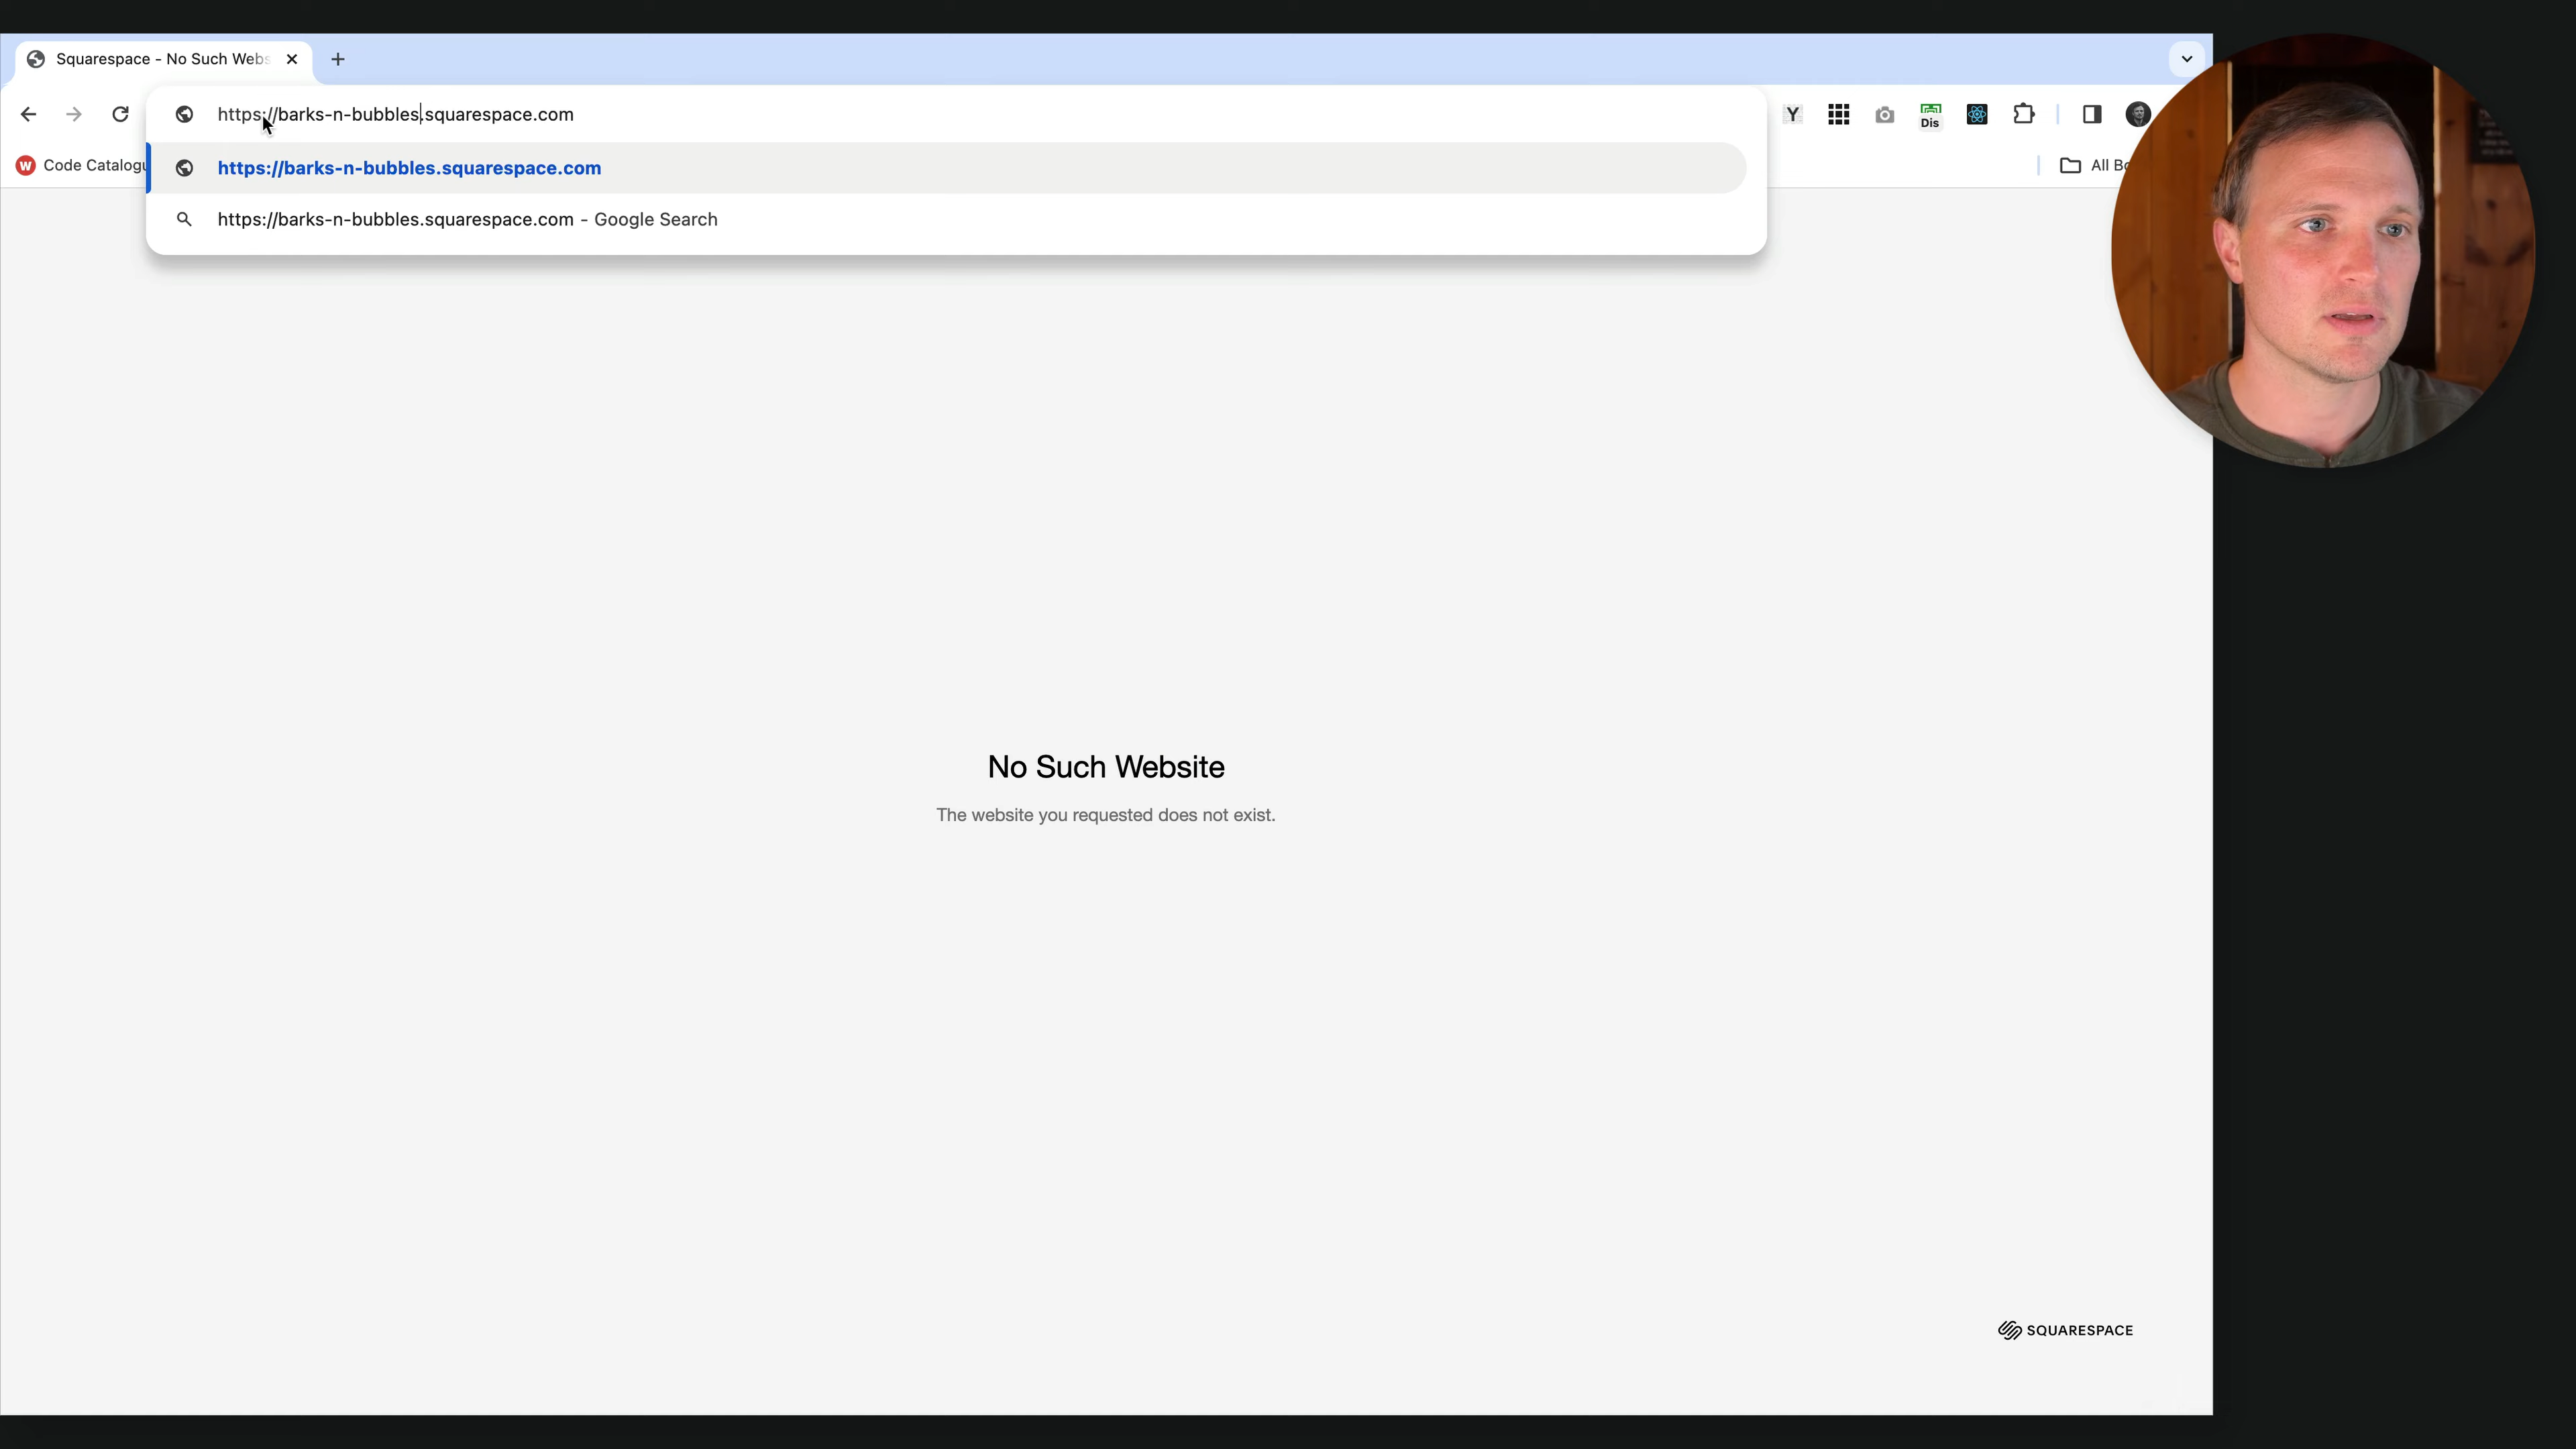 Squarespace - No Such Webs
https://barks-n-bubbles.squarespace.com
Y
Dis
W Code Catalogu
https://barks-n-bubbles.squarespace.com
All Bo
https://barks-n-bubbles.squarespace.com - Google Search
No Such Website
The website you requested does not exist.
SQUARESPACE